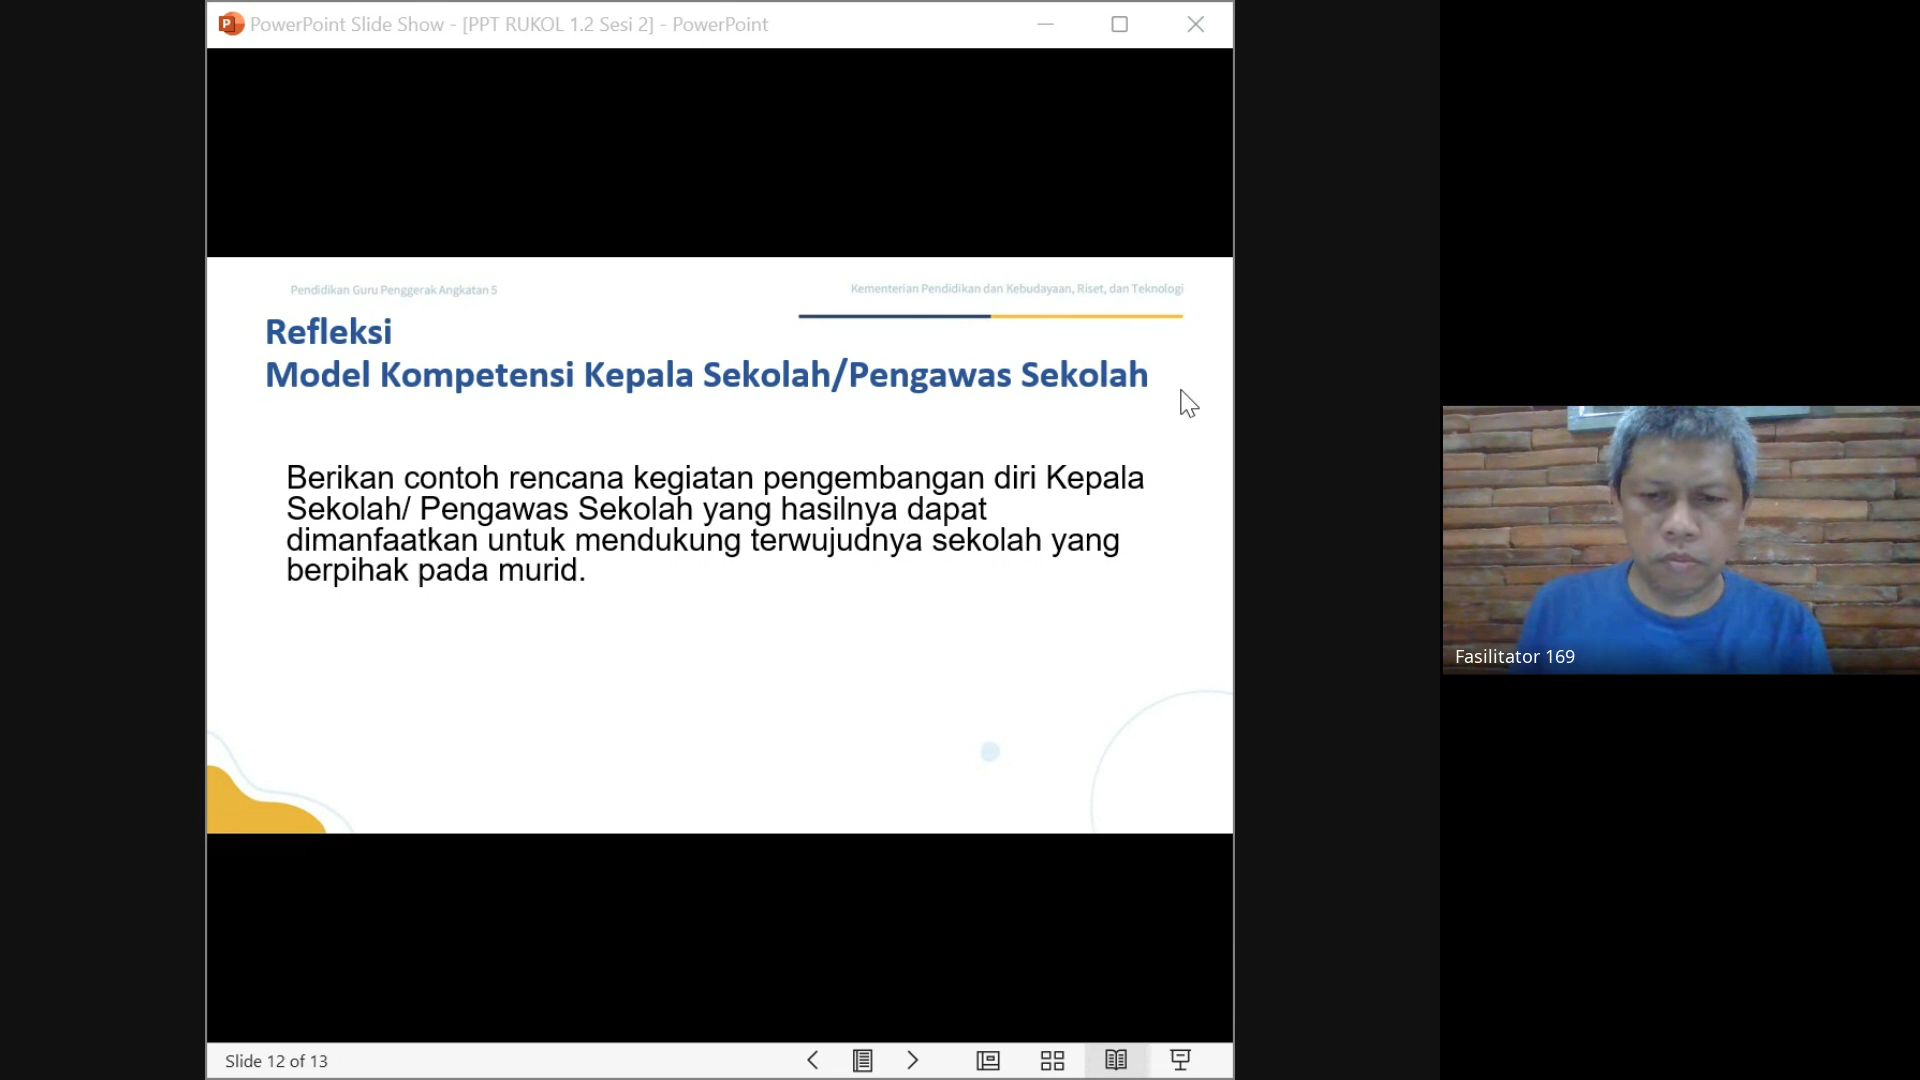 PowerPoint Slide Show - [PPT RUKOL 1.2 Sesi 2] - PowerPoint
Pendidikan Guru Penggerak Angkatan 5
Kementerian Pendidikan dan Kebudayaan, Riset, dan Teknologi
Refleksi
Model Kompetensi Kepala Sekolah/Pengawas Sekolah
Berikan contoh rencana kegiatan pengembangan diri Kepala
Sekolah/ Pengawas Sekolah yang hasilnya dapat
dimanfaatkan untuk mendukung terwujudnya sekolah yang
berpihak pada murid.
Fasilitator 169
Slide 12 of 13